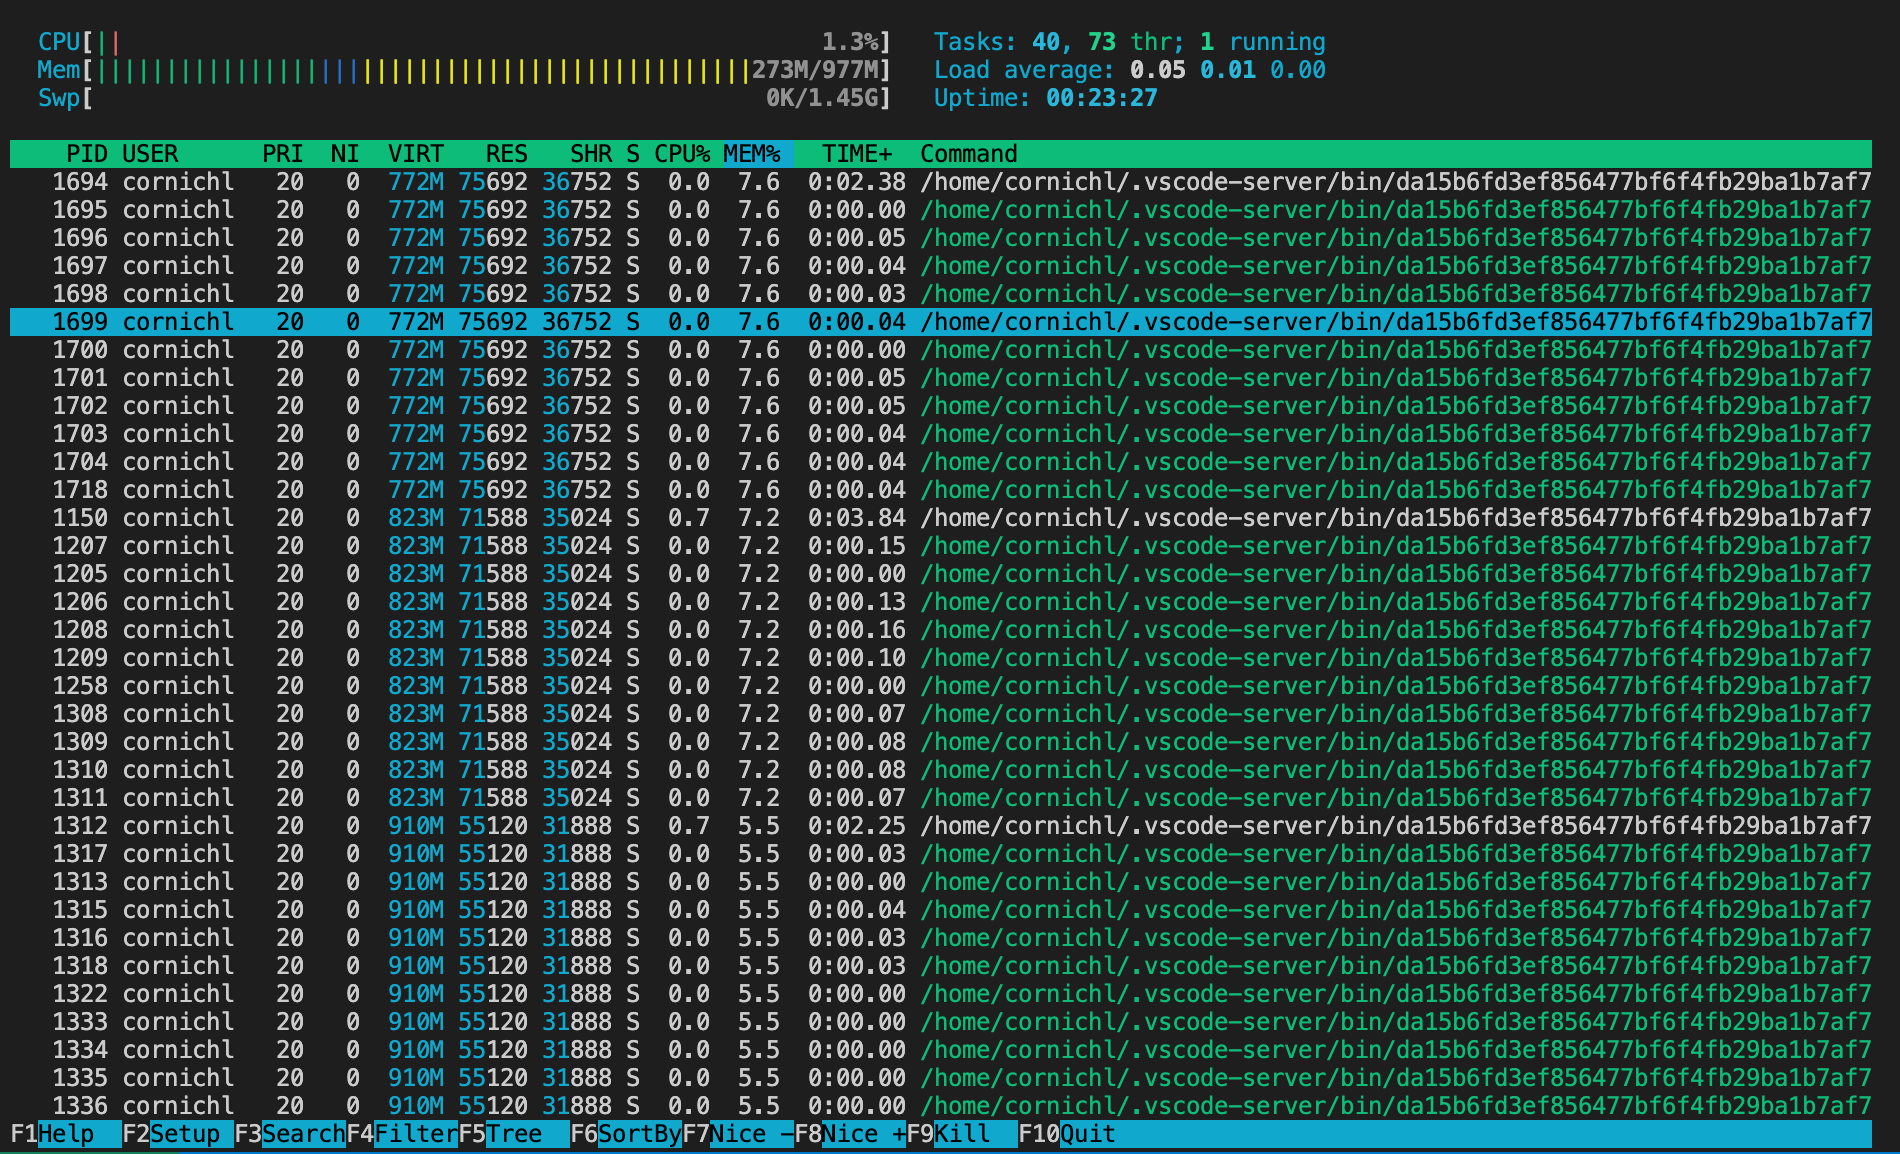 CPU[|| 1.3%] Tasks: 40, 73 thr; 1 running
Mem[||||||||||||||||||||||||||||||||||||||||||||||273M/977M] Load average: 0.05 0.01 0.00
Swp[ 0K/1.45G] Uptime: 00:23:27
PID USER PRI NI VIRT RES SHR S CPU% MEM% TIME+ Command
1694 cornichl 20 0 772M 75692 36752 S 0.0 7.6 0:02.38 /home/cornichl/.vscode-server/bin/da15b6fd3ef856477bf6f4fb29ba1b7af7
1695 cornichl 20 0 772M 75692 36752 S 0.0 7.6 0:00.00 /home/cornichl/.vscode-server/bin/da15b6fd3ef856477bf6f4fb29ba1b7af7
1696 cornichl 20 0 772M 75692 36752 S 0.0 7.6 0:00.05 /home/cornichl/.vscode-server/bin/da15b6fd3ef856477bf6f4fb29ba1b7af7
1697 cornichl 20 0 772M 75692 36752 S 0.0 7.6 0:00.04 /home/cornichl/.vscode-server/bin/da15b6fd3ef856477bf6f4fb29ba1b7af7
1698 cornichl 20 0 772M 75692 36752 S 0.0 7.6 0:00.03 /home/cornichl/.vscode-server/bin/da15b6fd3ef856477bf6f4fb29ba1b7af7
1699 cornichl 20 0 772M 75692 36752 S 0.0 7.6 0:00.04 /home/cornichl/.vscode-server/bin/da15b6fd3ef856477bf6f4fb29ba1b7af7
1700 cornichl 20 0 772M 75692 36752 S 0.0 7.6 0:00.00 /home/cornichl/.vscode-server/bin/da15b6fd3ef856477bf6f4fb29ba1b7af7
1701 cornichl 20 0 772M 75692 36752 S 0.0 7.6 0:00.05 /home/cornichl/.vscode-server/bin/da15b6fd3ef856477bf6f4fb29ba1b7af7
1702 cornichl 20 0 772M 75692 36752 S 0.0 7.6 0:00.05 /home/cornichl/.vscode-server/bin/da15b6fd3ef856477bf6f4fb29ba1b7af7
1703 cornichl 20 0 772M 75692 36752 S 0.0 7.6 0:00.04 /home/cornichl/.vscode-server/bin/da15b6fd3ef856477bf6f4fb29ba1b7af7
1704 cornichl 20 0 772M 75692 36752 S 0.0 7.6 0:00.04 /home/cornichl/.vscode-server/bin/da15b6fd3ef856477bf6f4fb29ba1b7af7
1718 cornichl 20 0 772M 75692 36752 S 0.0 7.6 0:00.04 /home/cornichl/.vscode-server/bin/da15b6fd3ef856477bf6f4fb29ba1b7af7
1150 cornichl 20 0 823M 71588 35024 S 0.7 7.2 0:03.84 /home/cornichl/.vscode-server/bin/da15b6fd3ef856477bf6f4fb29ba1b7af7
1207 cornichl 20 0 823M 71588 35024 S 0.0 7.2 0:00.15 /home/cornichl/.vscode-server/bin/da15b6fd3ef856477bf6f4fb29ba1b7af7
1205 cornichl 20 0 823M 71588 35024 S 0.0 7.2 0:00.00 /home/cornichl/.vscode-server/bin/da15b6fd3ef856477bf6f4fb29ba1b7af7
1206 cornichl 20 0 823M 71588 35024 S 0.0 7.2 0:00.13 /home/cornichl/.vscode-server/bin/da15b6fd3ef856477bf6f4fb29ba1b7af7
1208 cornichl 20 0 823M 71588 35024 S 0.0 7.2 0:00.16 /home/cornichl/.vscode-server/bin/da15b6fd3ef856477bf6f4fb29ba1b7af7
1209 cornichl 20 0 823M 71588 35024 S 0.0 7.2 0:00.10 /home/cornichl/.vscode-server/bin/da15b6fd3ef856477bf6f4fb29ba1b7af7
1258 cornichl 20 0 823M 71588 35024 S 0.0 7.2 0:00.00 /home/cornichl/.vscode-server/bin/da15b6fd3ef856477bf6f4fb29ba1b7af7
1308 cornichl 20 0 823M 71588 35024 S 0.0 7.2 0:00.07 /home/cornichl/.vscode-server/bin/da15b6fd3ef856477bf6f4fb29ba1b7af7
1309 cornichl 20 0 823M 71588 35024 S 0.0 7.2 0:00.08 /home/cornichl/.vscode-server/bin/da15b6fd3ef856477bf6f4fb29ba1b7af7
1310 cornichl 20 0 823M 71588 35024 S 0.0 7.2 0:00.08 /home/cornichl/.vscode-server/bin/da15b6fd3ef856477bf6f4fb29ba1b7af7
1311 cornichl 20 0 823M 71588 35024 S 0.0 7.2 0:00.07 /home/cornichl/.vscode-server/bin/da15b6fd3ef856477bf6f4fb29ba1b7af7
1312 cornichl 20 0 910M 55120 31888 S 0.7 5.5 0:02.25 /home/cornichl/.vscode-server/bin/da15b6fd3ef856477bf6f4fb29ba1b7af7
1317 cornichl 20 0 910M 55120 31888 S 0.0 5.5 0:00.03 /home/cornichl/.vscode-server/bin/da15b6fd3ef856477bf6f4fb29ba1b7af7
1313 cornichl 20 0 910M 55120 31888 S 0.0 5.5 0:00.00 /home/cornichl/.vscode-server/bin/da15b6fd3ef856477bf6f4fb29ba1b7af7
1315 cornichl 20 0 910M 55120 31888 S 0.0 5.5 0:00.04 /home/cornichl/.vscode-server/bin/da15b6fd3ef856477bf6f4fb29ba1b7af7
1316 cornichl 20 0 910M 55120 31888 S 0.0 5.5 0:00.03 /home/cornichl/.vscode-server/bin/da15b6fd3ef856477bf6f4fb29ba1b7af7
1318 cornichl 20 0 910M 55120 31888 S 0.0 5.5 0:00.03 /home/cornichl/.vscode-server/bin/da15b6fd3ef856477bf6f4fb29ba1b7af7
1322 cornichl 20 0 910M 55120 31888 S 0.0 5.5 0:00.00 /home/cornichl/.vscode-server/bin/da15b6fd3ef856477bf6f4fb29ba1b7af7
1333 cornichl 20 0 910M 55120 31888 S 0.0 5.5 0:00.00 /home/cornichl/.vscode-server/bin/da15b6fd3ef856477bf6f4fb29ba1b7af7
1334 cornichl 20 0 910M 55120 31888 S 0.0 5.5 0:00.00 /home/cornichl/.vscode-server/bin/da15b6fd3ef856477bf6f4fb29ba1b7af7
1335 cornichl 20 0 910M 55120 31888 S 0.0 5.5 0:00.00 /home/cornichl/.vscode-server/bin/da15b6fd3ef856477bf6f4fb29ba1b7af7
1336 cornichl 20 0 910M 55120 31888 S 0.0 5.5 0:00.00 /home/cornichl/.vscode-server/bin/da15b6fd3ef856477bf6f4fb29ba1b7af7
F1Help F2Setup F3SearchF4FilterF5Tree F6SortByF7Nice -F8Nice +F9Kill F10Quit